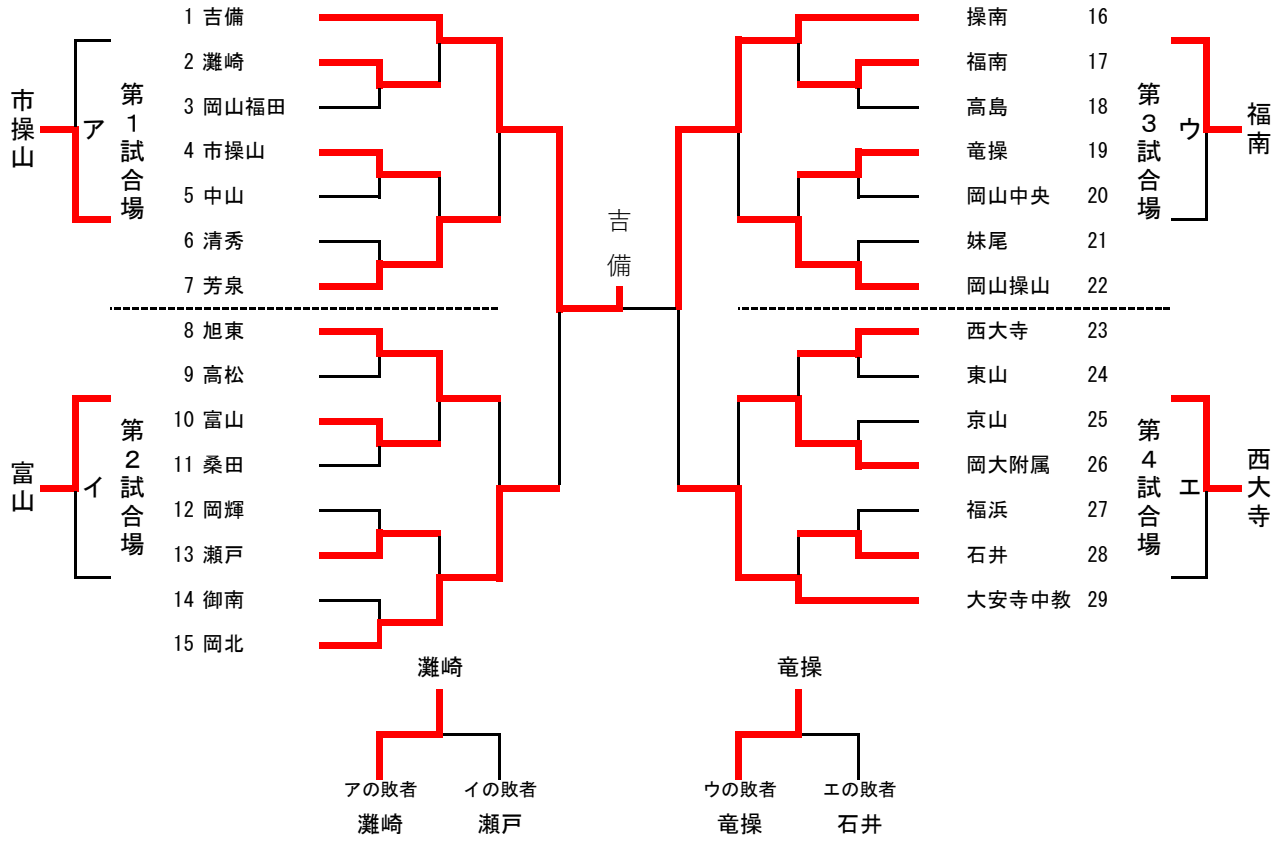 1 吉備
2 灘崎
3 岡山福田
4 市操山
5 中山
6 清秀
7 芳泉
8 旭東
9 高松
10 富山
11 桑田
12 岡輝
13 瀬戸
14 御南
15 岡北
市操山
ア
第1試合場
富山
イ
第2試合場
吉備
操南 16
福南 17
高島 18
竜操 19
岡山中央 20
妹尾 21
岡山操山 22
西大寺 23
東山 24
京山 25
岡大附属 26
福浜 27
石井 28
大安寺中教 29
第3試合場
ウ
福南
第4試合場
エ
西大寺
灘崎
アの敗者 イの敗者
灘崎 瀬戸
竜操
ウの敗者 エの敗者
竜操 石井